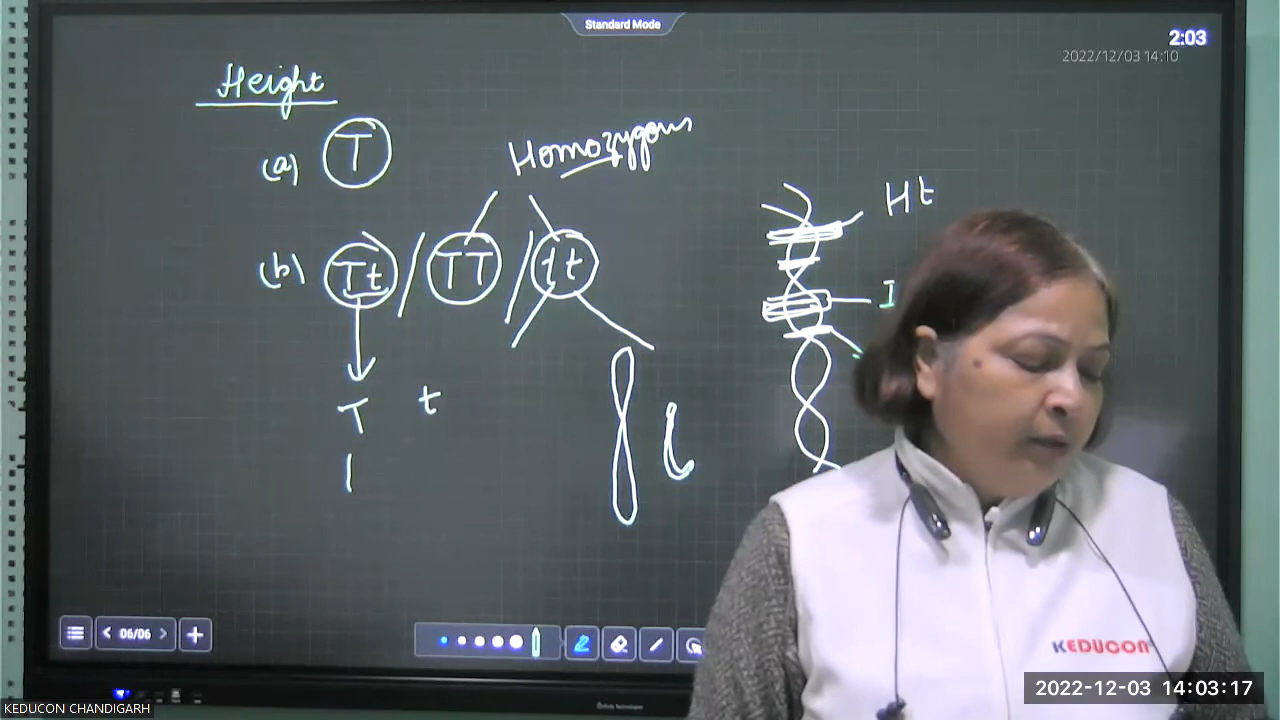 Standard Mode
2:03
2022/12/03 14:10
Height
(a) T
Homozygous
Ht
(b) Tt / TT / tt
I
T t
06/06
KEDUCON
2022-12-03 14:03:17
KEDUCON CHANDIGARH